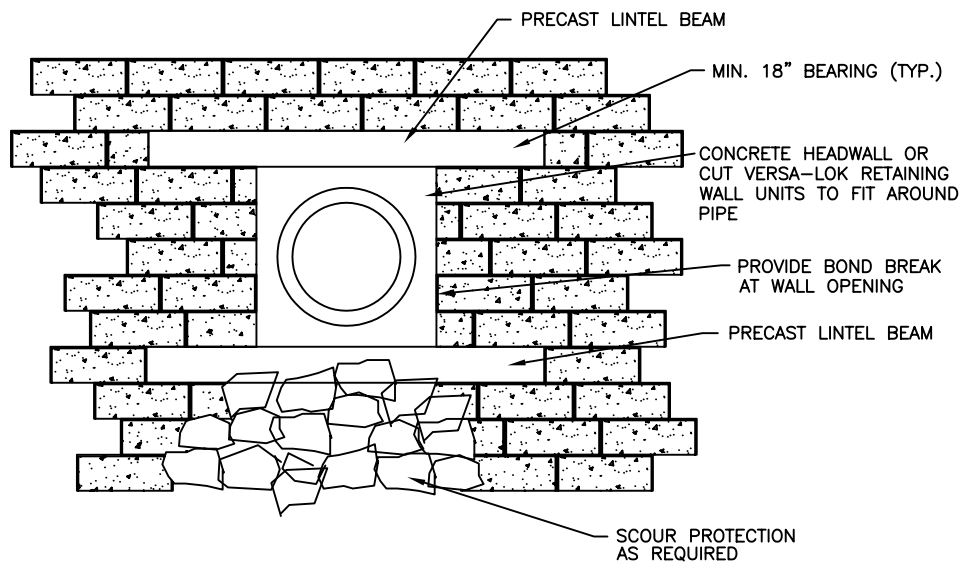 PRECAST LINTEL BEAM
MIN. 18" BEARING (TYP.)
CONCRETE HEADWALL OR
CUT VERSA-LOK RETAINING
WALL UNITS TO FIT AROUND
PIPE
PROVIDE BOND BREAK
AT WALL OPENING
PRECAST LINTEL BEAM
SCOUR PROTECTION
AS REQUIRED